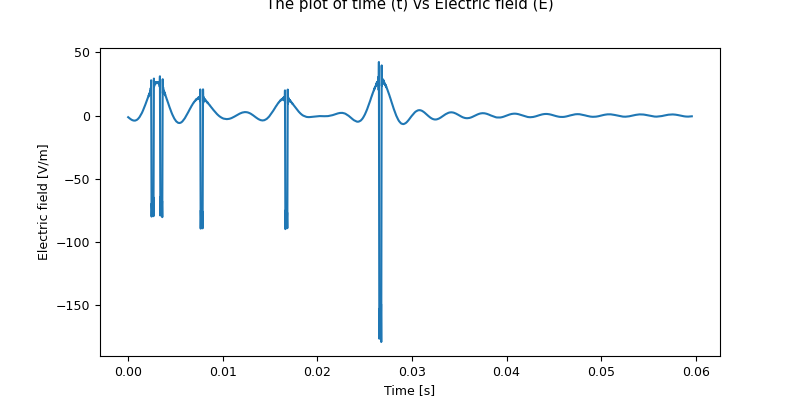 The plot of time (t) vs Electric field (E)
50
0
−50
−100
−150
Electric field [V/m]
0.00 0.01 0.02 0.03 0.04 0.05 0.06
Time [s]